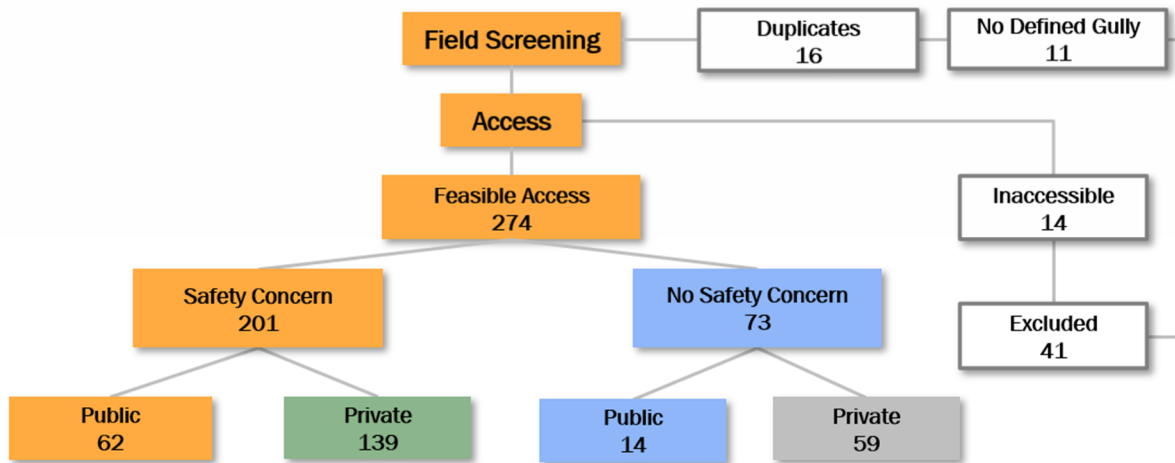 Field Screening
Duplicates
16
No Defined Gully
11
Access
Feasible Access
274
Inaccessible
14
Safety Concern
201
No Safety Concern
73
Excluded
41
Public
62
Private
139
Public
14
Private
59